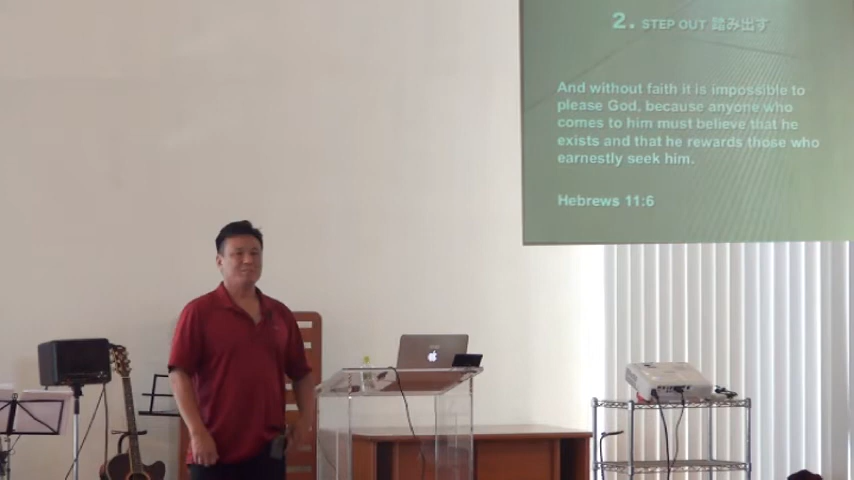 2. STEP OUT 踏み出す
And without faith it is impossible to
please God, because anyone who
comes to him must believe that he
exists and that he rewards those who
earnestly seek him.
Hebrews 11:6